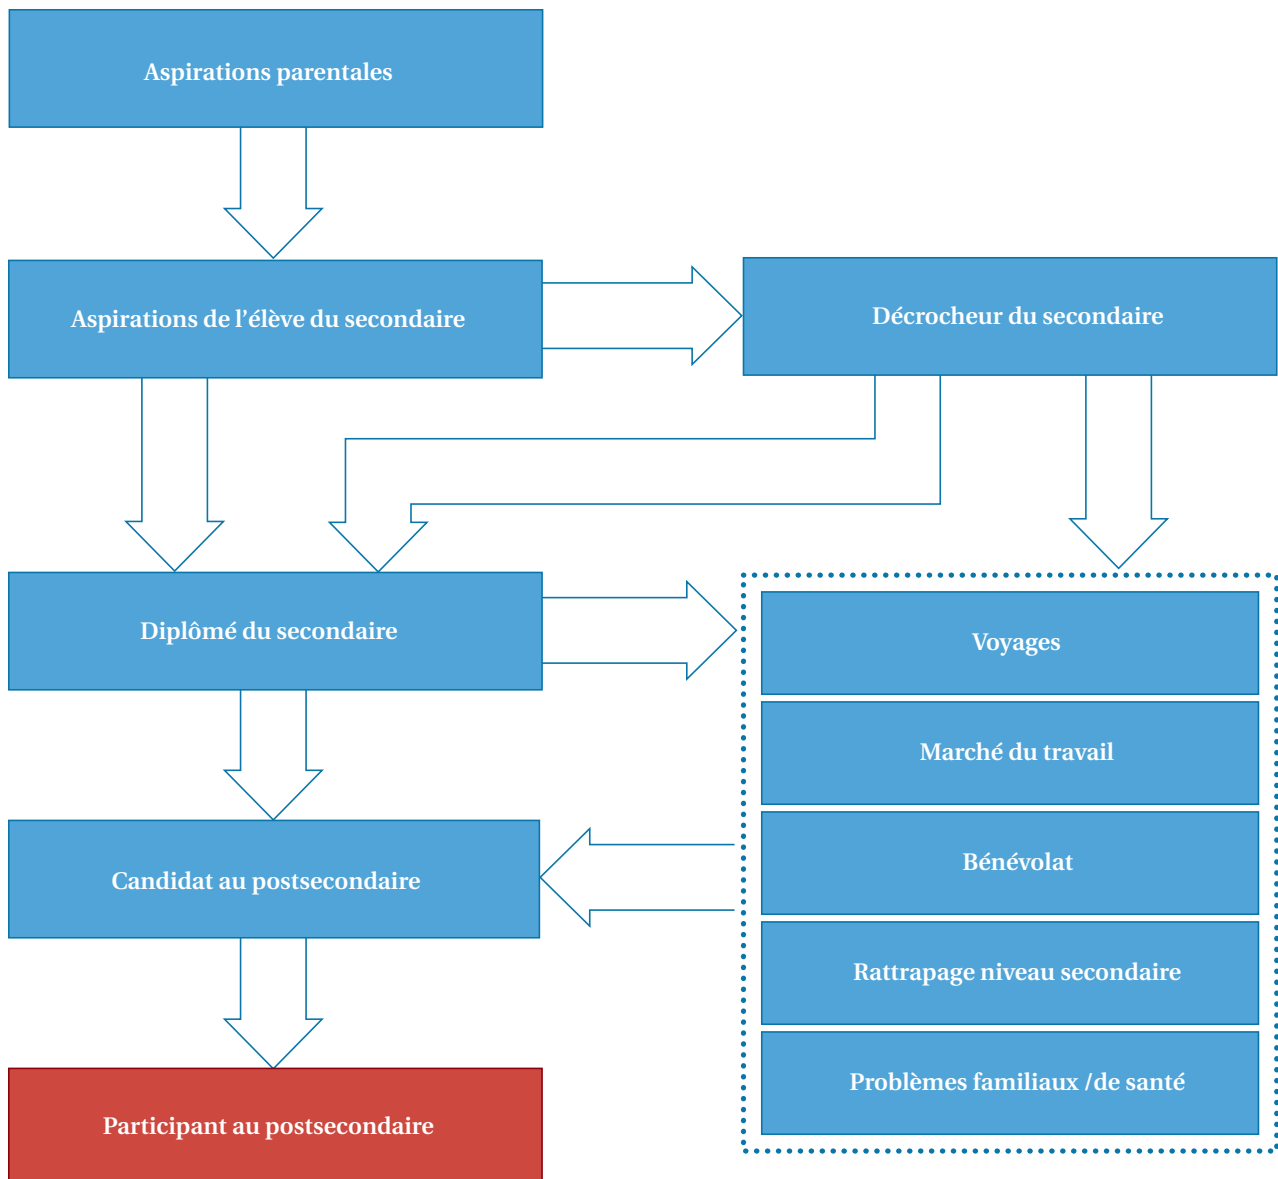 Aspirations parentales
Aspirations de l’élève du secondaire
Décrocheur du secondaire
Diplômé du secondaire
Voyages
Marché du travail
Bénévolat
Candidat au postsecondaire
Rattrapage niveau secondaire
Problèmes familiaux /de santé
Participant au postsecondaire